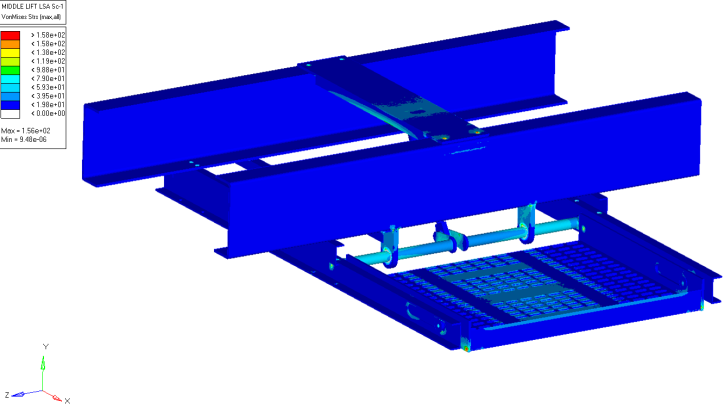 MIDDLE LIFT LSA Sc-1
VonMises Strs (max,all)
> 1.58e+02
< 1.58e+02
< 1.38e+02
< 1.19e+02
< 9.88e+01
< 7.90e+01
< 5.93e+01
< 3.95e+01
< 1.98e+01
< 0.00e+00
Max = 1.56e+02
Min = 9.48e-06
Y
Z
X